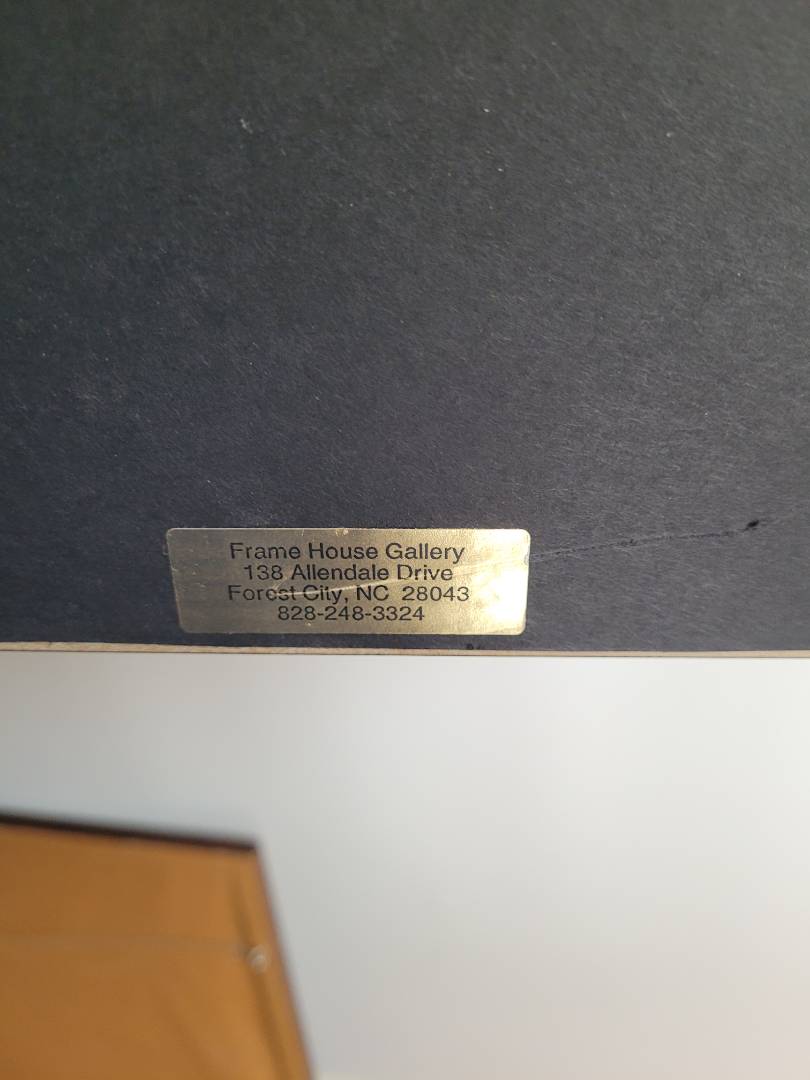 Frame House Gallery
138 Allendale Drive
Forest City, NC 28043
828-248-3324